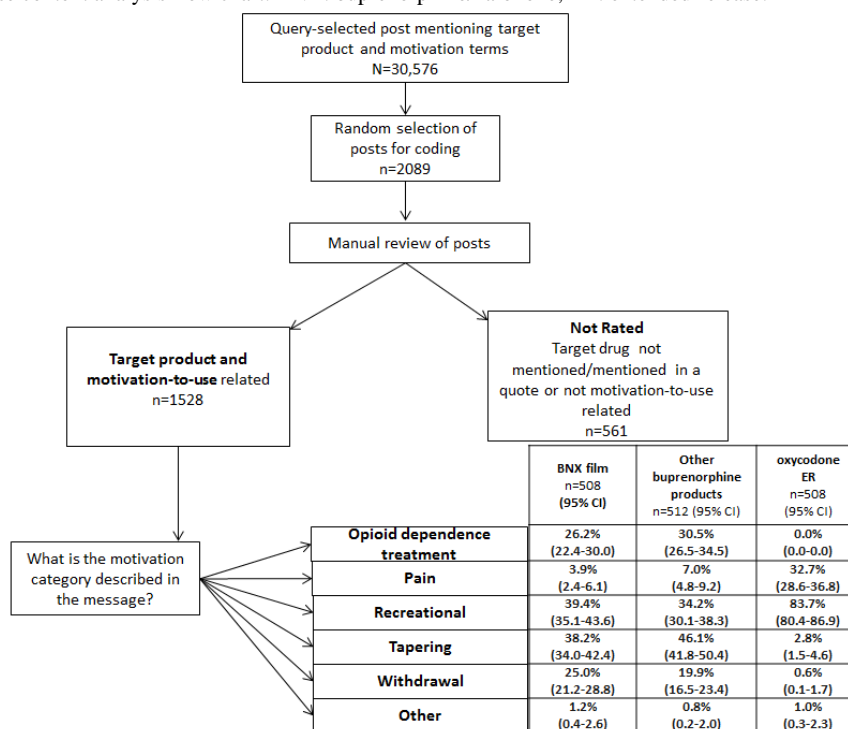 Query-selected post mentioning target
product and motivation terms
N=30,576
Random selection of
posts for coding
n=2089
Manual review of posts
Target product and
motivation-to-use related
n=1528
Not Rated
Target drug not
mentioned/mentioned in a
quote or not motivation-to-use
related
n=561
What is the motivation
category described in
the message?
BNX film
n=508
(95% CI)
Other
buprenorphine
products
n=512 (95% CI)
oxycodone
ER
n=508
(95% CI)
Opioid dependence
treatment
26.2%
(22.4-30.0)
30.5%
(26.5-34.5)
0.0%
(0.0-0.0)
Pain
3.9%
(2.4-6.1)
7.0%
(4.8-9.2)
32.7%
(28.6-36.8)
Recreational
39.4%
(35.1-43.6)
34.2%
(30.1-38.3)
83.7%
(80.4-86.9)
Tapering
38.2%
(34.0-42.4)
46.1%
(41.8-50.4)
2.8%
(1.5-4.6)
Withdrawal
25.0%
(21.2-28.8)
19.9%
(16.5-23.4)
0.6%
(0.1-1.7)
Other
1.2%
(0.4-2.6)
0.8%
(0.2-2.0)
1.0%
(0.3-2.3)